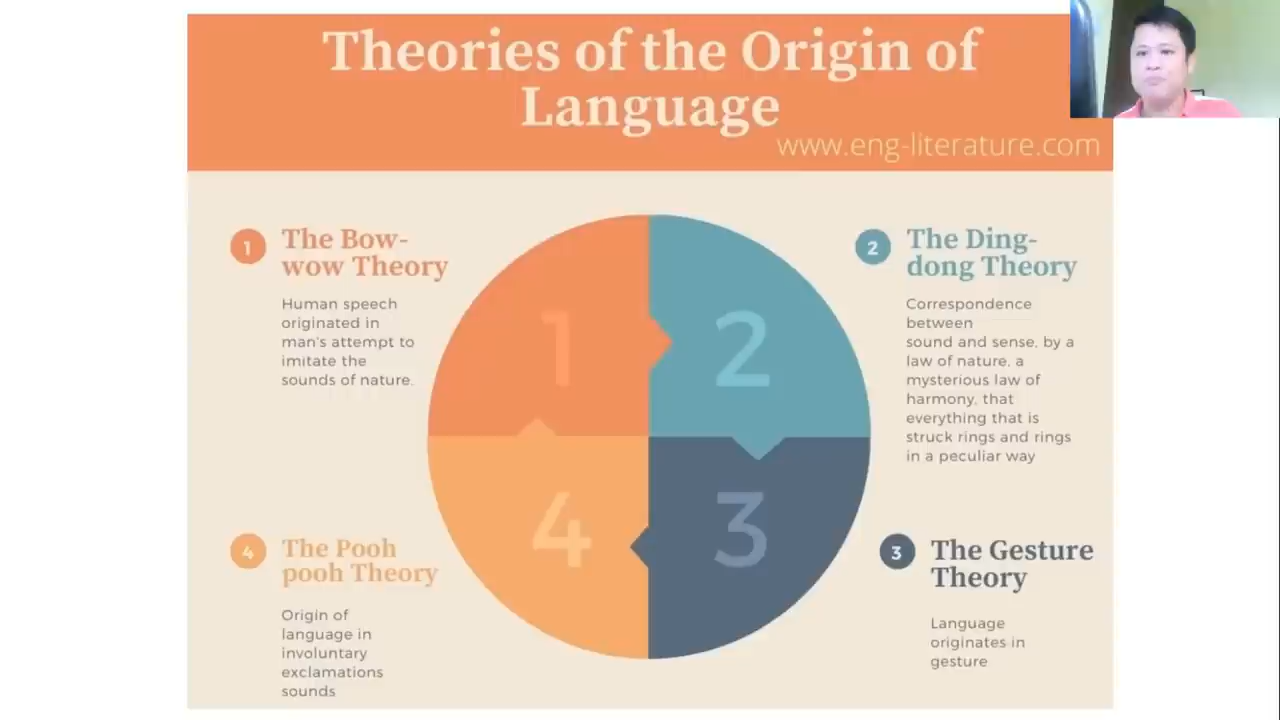 Theories of the Origin of
Language
www.eng-literature.com
1
The Bow-
wow Theory
Human speech
originated in
man's attempt to
imitate the
sounds of nature.
2
The Ding-
dong Theory
Correspondence
between
sound and sense, by a
law of nature, a
mysterious law of
harmony, that
everything that is
struck rings and rings
in a peculiar way
1
2
4
3
4
The Pooh
pooh Theory
Origin of
language in
involuntary
exclamations
sounds
3
The Gesture
Theory
Language
originates in
gesture